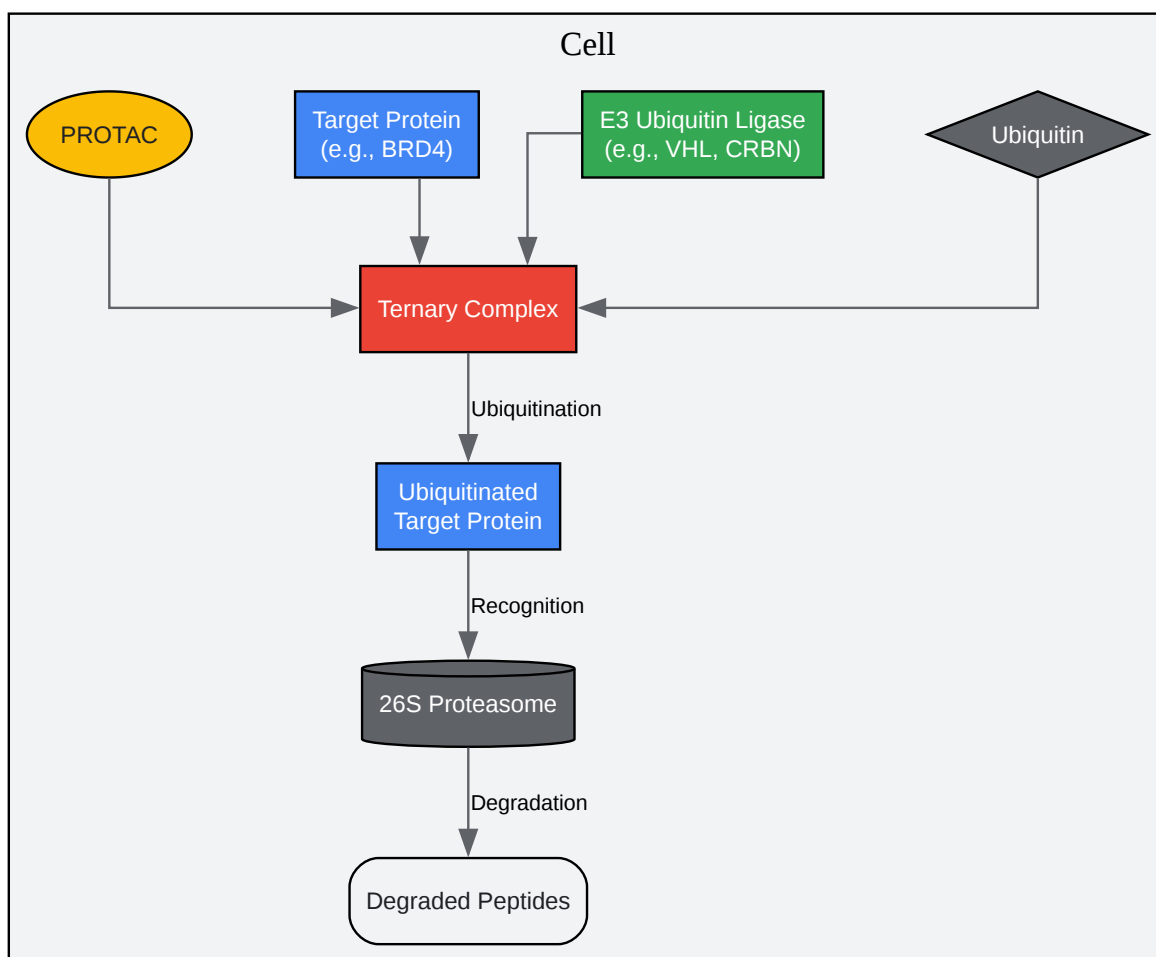 Cell
PROTAC
Target Protein
(e.g., BRD4)
E3 Ubiquitin Ligase
(e.g., VHL, CRBN)
Ubiquitin
Ternary Complex
Ubiquitination
Ubiquitinated
Target Protein
Recognition
26S Proteasome
Degradation
Degraded Peptides